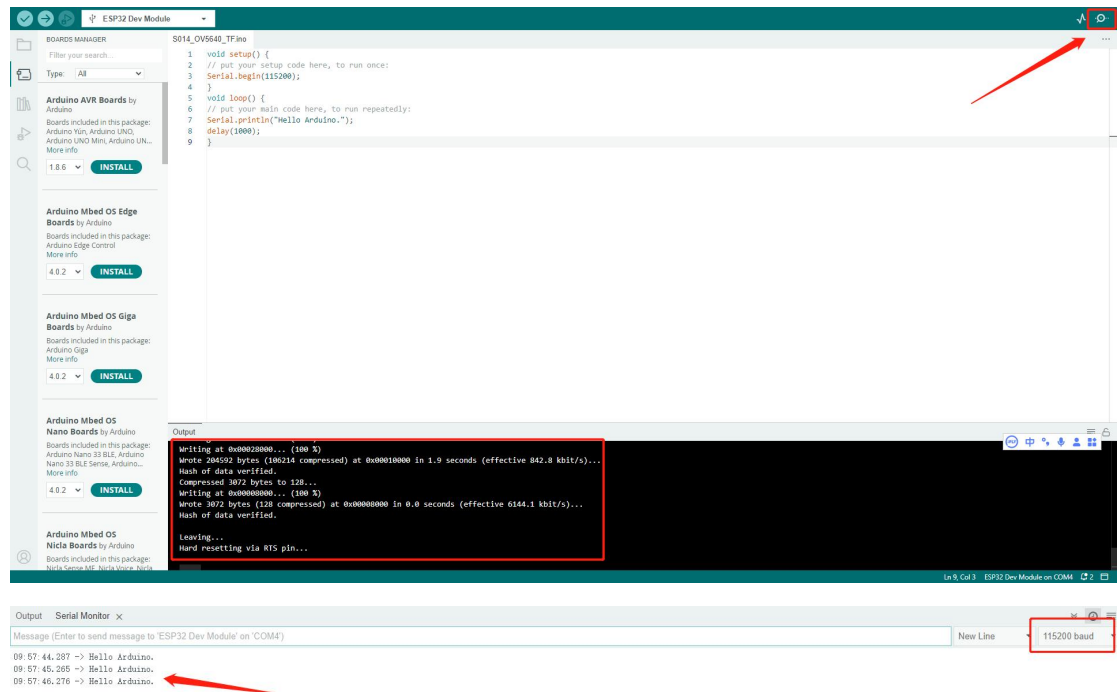 ESP32 Dev Module
BOARDS MANAGER
Filter your search...
Type: All
Arduino AVR Boards by
Arduino
Boards included in this package:
Arduino Yún, Arduino UNO,
Arduino UNO Mini, Arduino UN...
More info
1.8.6 INSTALL
Arduino Mbed OS Edge
Boards by Arduino
Boards included in this package:
Arduino Edge Control
More info
4.0.2 INSTALL
Arduino Mbed OS Giga
Boards by Arduino
Boards included in this package:
Arduino Giga
More info
4.0.2 INSTALL
Arduino Mbed OS
Nano Boards by Arduino
Boards included in this package:
Arduino Nano 33 BLE, Arduino
Nano 33 BLE Sense, Arduino...
More info
4.0.2 INSTALL
Arduino Mbed OS
Nicla Boards by Arduino
Boards included in this package:
Nicla Sense ME, Nicla Voice, Nicla
S014_OV5640_TF.ino
1 void setup() {
2 // put your setup code here, to run once:
3 Serial.begin(115200);
4 }
5 void loop() {
6 // put your main code here, to run repeatedly:
7 Serial.println("Hello Arduino.");
8 delay(1000);
9 }
Output
中
Writing at 0x00028000... (100 %)
Wrote 204592 bytes (106214 compressed) at 0x00010000 in 1.9 seconds (effective 842.8 kbit/s)...
Hash of data verified.
Compressed 3072 bytes to 128...
Writing at 0x00008000... (100 %)
Wrote 3072 bytes (128 compressed) at 0x00008000 in 0.0 seconds (effective 6144.1 kbit/s)...
Hash of data verified.
Leaving...
Hard resetting via RTS pin...
Ln 9, Col 3 ESP32 Dev Module on COM4 2
Output Serial Monitor
Message (Enter to send message to 'ESP32 Dev Module' on 'COM4')
New Line 115200 baud
09:57:44.287 -> Hello Arduino.
09:57:45.265 -> Hello Arduino.
09:57:46.276 -> Hello Arduino.